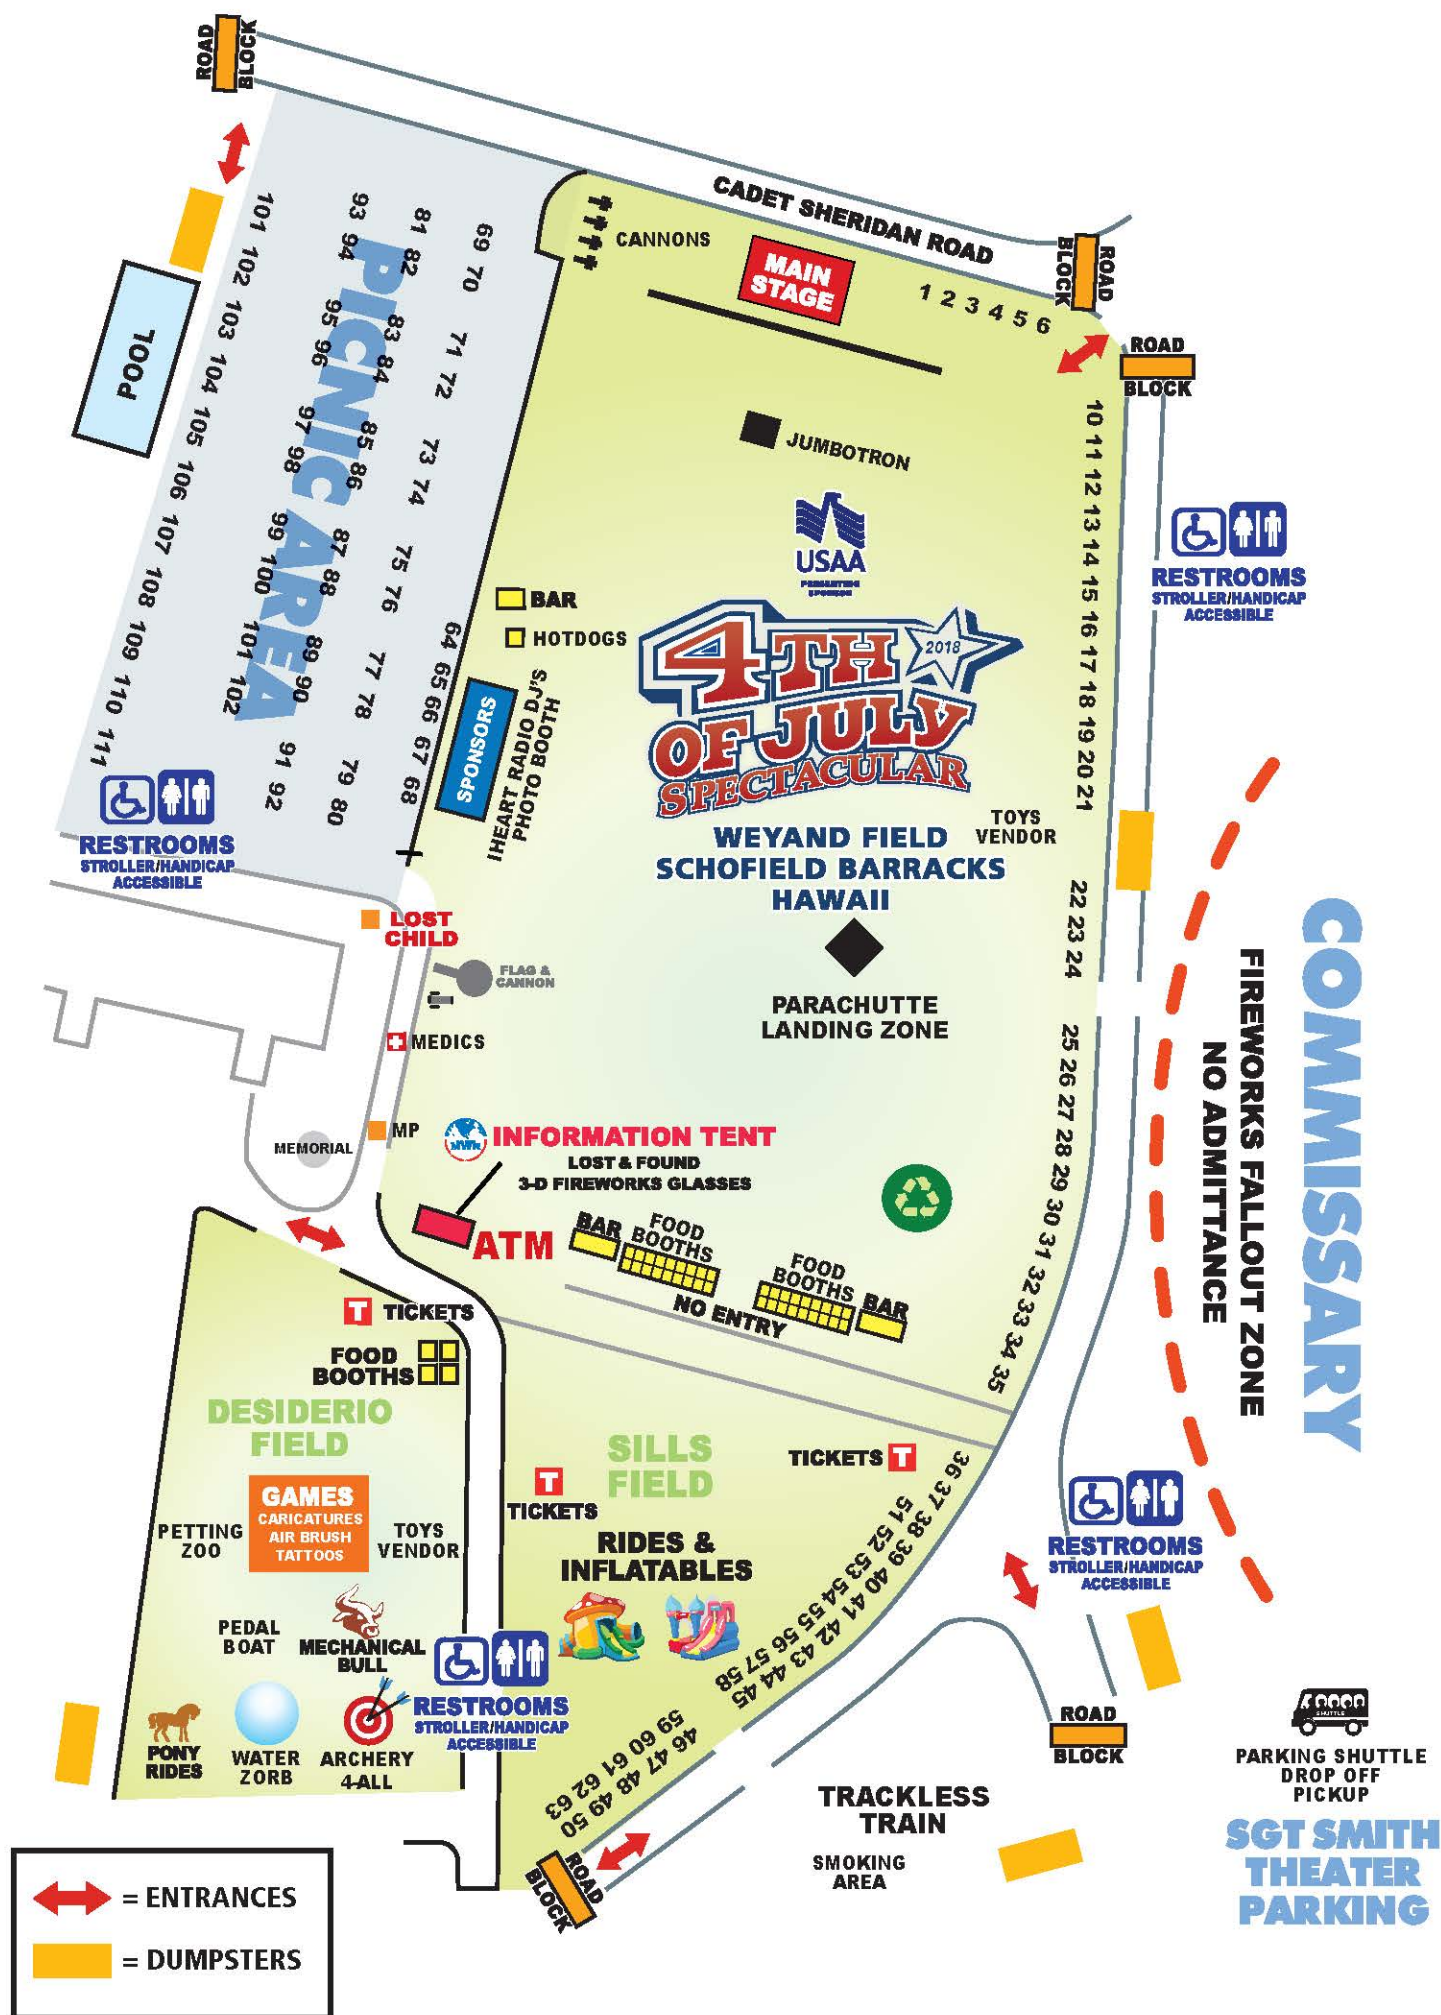 ROAD
BLOCK
CADET SHERIDAN ROAD
ROAD
BLOCK
CANNONS
MAIN
STAGE
1 2 3 4 5 6
ROAD
BLOCK
POOL
PICNIC AREA
101 102 103 104 105 106 107 108 109 110 111
93 94 95 96 97 98 99 100 101 102
81 82 83 84 85 86 87 88 89 90 91 92
69 70 71 72 73 74 75 76 77 78 79 80
64 65 66 67 68
JUMBOTRON
10 11 12 13 14 15 16 17 18 19 20 21
22 23 24
25 26 27 28 29 30 31 32 33 34 35
USAA
PRESENTING
SPONSOR
RESTROOMS
STROLLER/HANDICAP
ACCESSIBLE
BAR
HOTDOGS
4TH
2018
OF JULY
SPECTACULAR
SPONSORS
IHEART RADIO DJ'S
PHOTO BOOTH
TOYS
VENDOR
WEYAND FIELD
SCHOFIELD BARRACKS
HAWAII
RESTROOMS
STROLLER/HANDICAP
ACCESSIBLE
LOST
CHILD
FLAG &
CANNON
PARACHUTTE
LANDING ZONE
COMMISSARY
FIREWORKS FALLOUT ZONE
NO ADMITTANCE
MEDICS
MP
MEMORIAL
MWR
INFORMATION TENT
LOST & FOUND
3-D FIREWORKS GLASSES
ATM
BAR
FOOD
BOOTHS
FOOD
BOOTHS
BAR
NO ENTRY
T TICKETS
FOOD
BOOTHS
DESIDERIO
FIELD
GAMES
CARICATURES
AIR BRUSH
TATTOOS
PETTING
ZOO
TOYS
VENDOR
PEDAL
BOAT
MECHANICAL
BULL
PONY
RIDES
WATER
ZORB
ARCHERY
4-ALL
SILLS
FIELD
TICKETS T
T
TICKETS
RIDES &
INFLATABLES
36 37 38 39 40 41 42 43 44 45
51 52 53 54 55 56 57 58
46 47 48 49 50
59 60 61 62 63
RESTROOMS
STROLLER/HANDICAP
ACCESSIBLE
RESTROOMS
STROLLER/HANDICAP
ACCESSIBLE
ROAD
BLOCK
ROAD
BLOCK
SHUTTLE
PARKING SHUTTLE
DROP OFF
PICKUP
TRACKLESS
TRAIN
SMOKING
AREA
SGT SMITH
THEATER
PARKING
= ENTRANCES
= DUMPSTERS